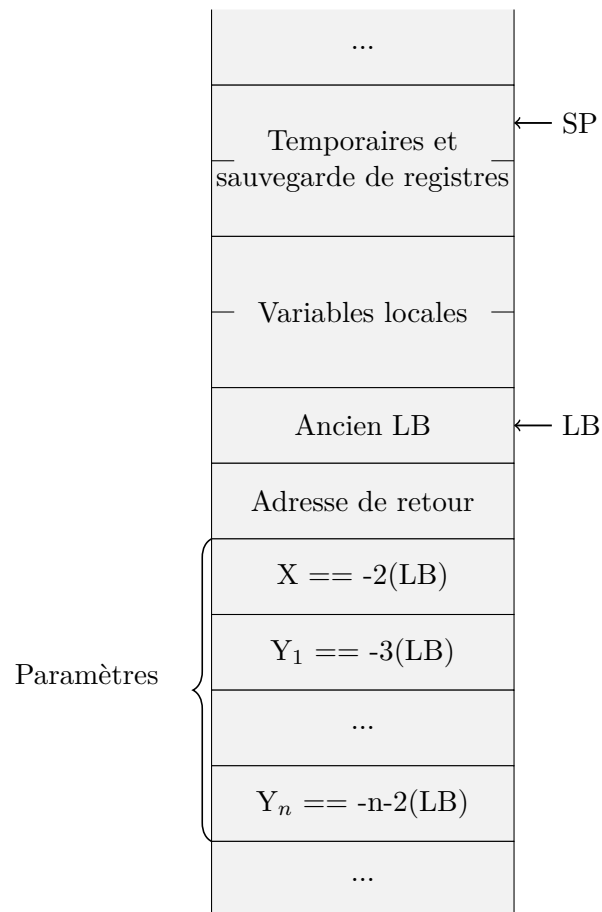 ...
SP
Temporaires et
sauvegarde de registres
Variables locales
Ancien LB
LB
Adresse de retour
X == -2(LB)
Y₁ == -3(LB)
Paramètres
...
Yₙ == -n-2(LB)
...